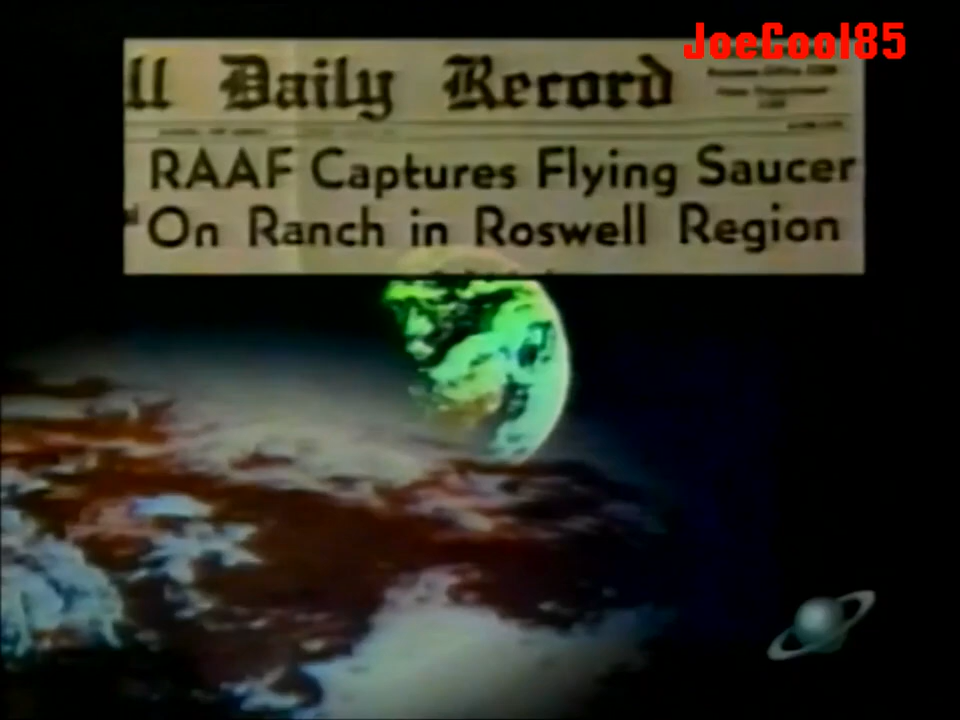 JoeCool85
ll Daily Record
RAAF Captures Flying Saucer
On Ranch in Roswell Region